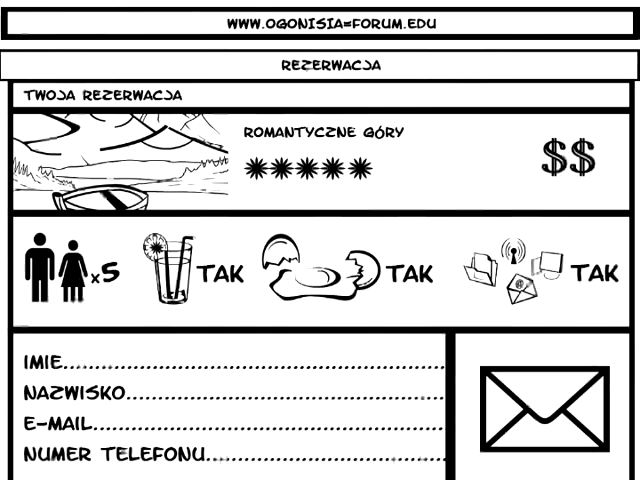 WWW.OGONISIA=FORUM.EDU
REZERWACJA
TWOJA REZERWACJA
ROMANTYCZNE GÓRY
$$
x5 TAK TAK TAK
IMIE
NAZWISKO
E-MAIL
NUMER TELEFONU